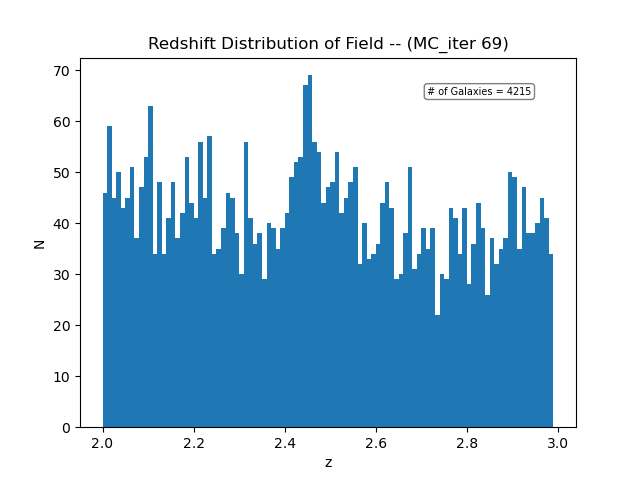 Redshift Distribution of Field -- (MC_iter 69)
# of Galaxies = 4215
70
60
50
40
30
20
10
0
N
2.0 2.2 2.4 2.6 2.8 3.0
z